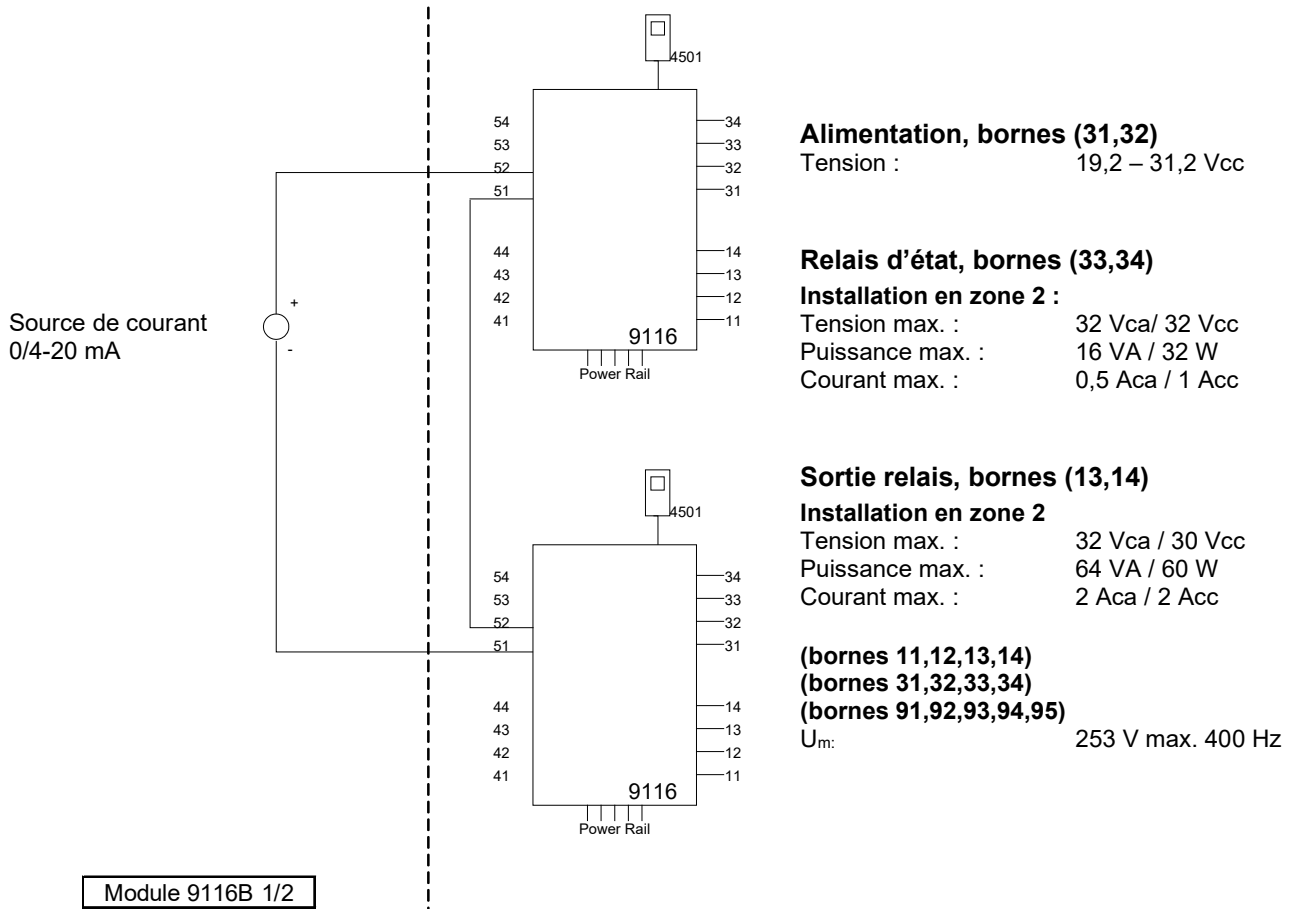 4501
54
53
52
51
44
43
42
41
34
33
32
31
14
13
12
11
9116
Power Rail
Source de courant
0/4-20 mA
+
-
4501
54
53
52
51
44
43
42
41
34
33
32
31
14
13
12
11
9116
Power Rail
Module 9116B 1/2
Alimentation, bornes (31,32)
Tension : 19,2 – 31,2 Vcc
Relais d’état, bornes (33,34)
Installation en zone 2 :
Tension max. : 32 Vca/ 32 Vcc
Puissance max. : 16 VA / 32 W
Courant max. : 0,5 Aca / 1 Acc
Sortie relais, bornes (13,14)
Installation en zone 2
Tension max. : 32 Vca / 30 Vcc
Puissance max. : 64 VA / 60 W
Courant max. : 2 Aca / 2 Acc
(bornes 11,12,13,14)
(bornes 31,32,33,34)
(bornes 91,92,93,94,95)
Um: 253 V max. 400 Hz